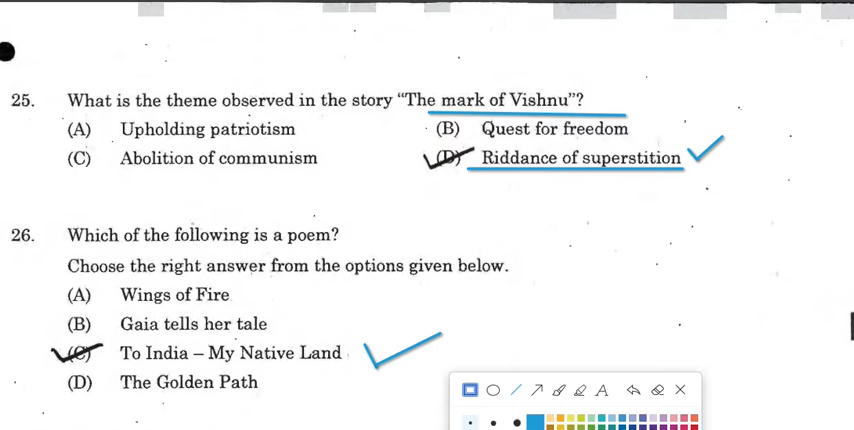 25. What is the theme observed in the story “The mark of Vishnu”?
(A) Upholding patriotism (B) Quest for freedom
(C) Abolition of communism (D) Riddance of superstition
26. Which of the following is a poem?
Choose the right answer from the options given below.
(A) Wings of Fire
(B) Gaia tells her tale
(C) To India – My Native Land
(D) The Golden Path
A